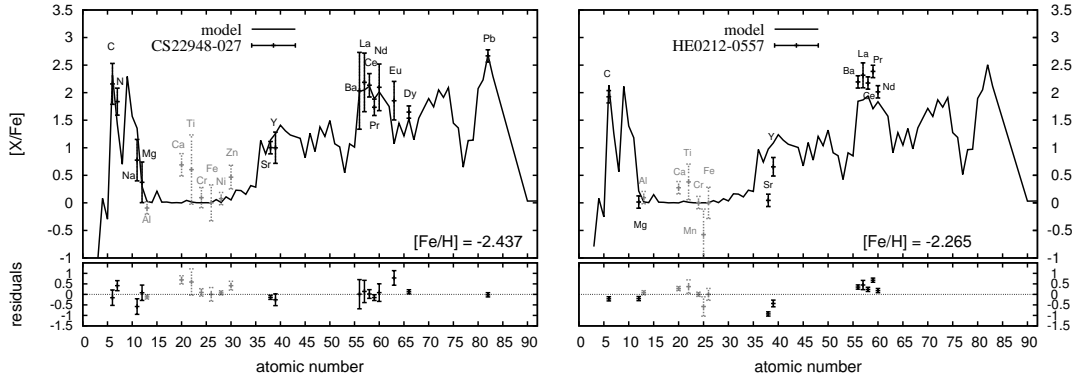 3.5
3
2.5
2
1.5
1
0.5
0
-0.5
-1
[X/Fe]
model
CS22948-027
C
N
Na
Mg
Al
Ca
Ti
Cr
Fe
Ni
Zn
Sr
Y
Ba
La
Ce
Pr
Nd
Eu
Dy
Pb
[Fe/H] = -2.437
1
0.5
0
-0.5
-1
-1.5
residuals
0 5 10 15 20 25 30 35 40 45 50 55 60 65 70 75 80 85 90
atomic number
model
HE0212-0557
C
Mg
Al
Ca
Ti
Cr
Mn
Fe
Sr
Y
Ba
La
Ce
Pr
Nd
[Fe/H] = -2.265
3.5
3
2.5
2
1.5
1
0.5
0
-0.5
-1
1
0.5
0
-0.5
-1
-1.5
0 5 10 15 20 25 30 35 40 45 50 55 60 65 70 75 80 85 90
atomic number